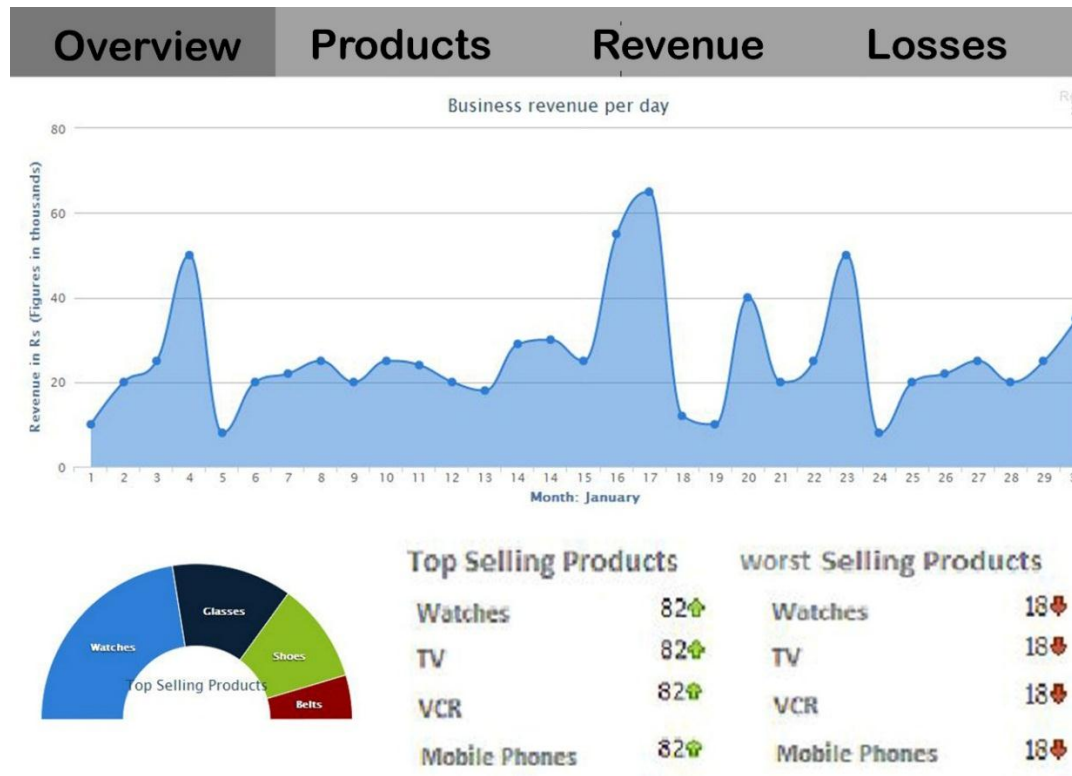 Overview Products Revenue Losses
Business revenue per day
80
60
40
20
0
Revenue in Rs (Figures in thousands)
1 2 3 4 5 6 7 8 9 10 11 12 13 14 14 15 16 17 18 19 20 21 22 23 24 25 26 27 28 29
Month: January
Watches
Glasses
Shoes
Belts
Top Selling Products
Top Selling Products
Watches 82
TV 82
VCR 82
Mobile Phones 82
worst Selling Products
Watches 18
TV 18
VCR 18
Mobile Phones 18